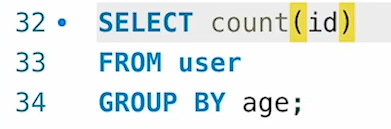 32 SELECT count(id)
33 FROM user
34 GROUP BY age;